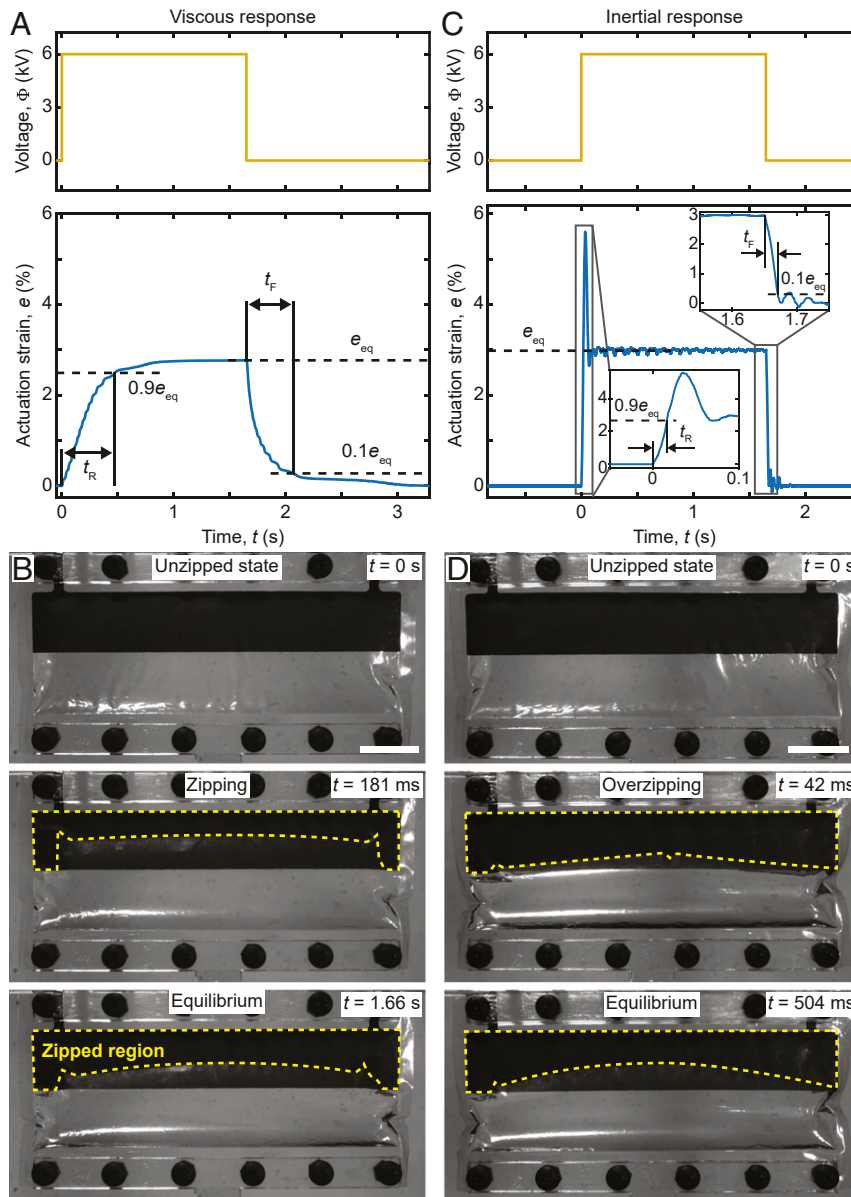 A
Viscous response
Voltage, Φ (kV)
6
3
0
Actuation strain, e (%)
6
4
2
0
t_F
e_eq
0.9e_eq
t_R
0.1e_eq
0
1
2
3
Time, t (s)
C
Inertial response
Voltage, Φ (kV)
6
3
0
Actuation strain, e (%)
6
4
2
0
e_eq
3
2
1
0
t_F
0.1e_eq
1.6
1.7
4
2
0
0.9e_eq
t_R
0
0.1
0
1
2
Time, t (s)
B
Unzipped state
t = 0 s
Zipping
t = 181 ms
Equilibrium
t = 1.66 s
Zipped region
D
Unzipped state
t = 0 s
Overzipping
t = 42 ms
Equilibrium
t = 504 ms